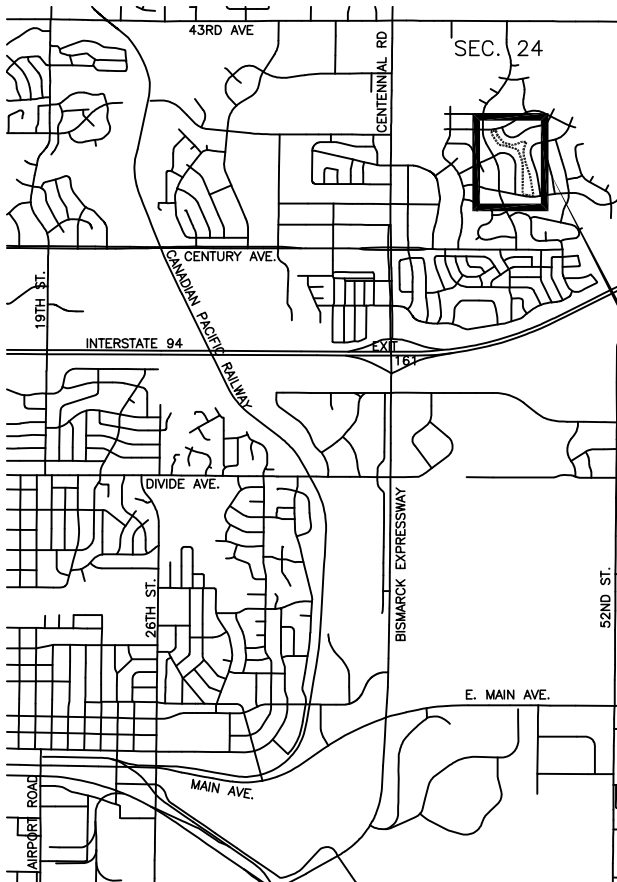 43RD AVE
CENTENNIAL RD
SEC. 24
CENTURY AVE.
CANADIAN PACIFIC RAILWAY
19TH ST.
INTERSTATE 94
EXIT
161
DIVIDE AVE.
BISMARCK EXPRESSWAY
26TH ST.
52ND ST.
E. MAIN AVE.
MAIN AVE.
AIRPORT ROAD